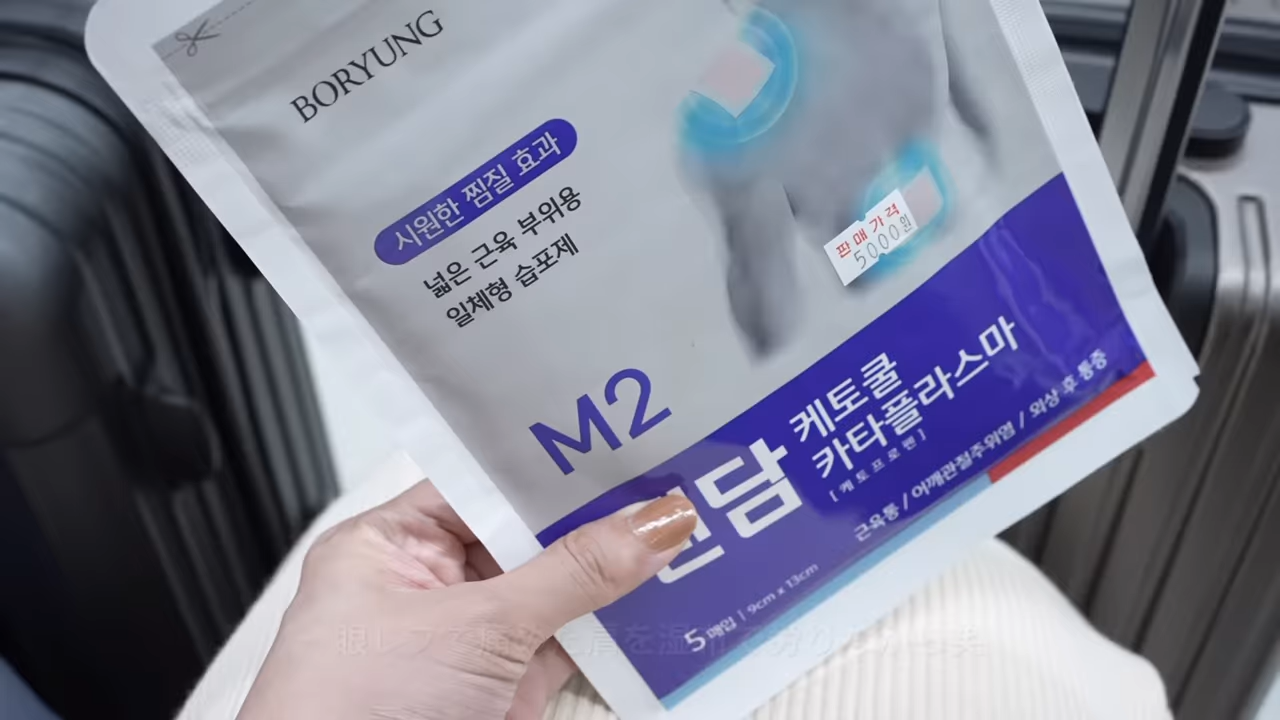 BORYUNG
시원한 찜질 효과
넓은 근육 부위용
일체형 습포제
판매가격
5000원
M2
담
케토쿨
카타플라스마
[케토프로펜]
근육통 / 어깨관절주위염 / 외상 후 통증
5매입 | 9cm x 13cm